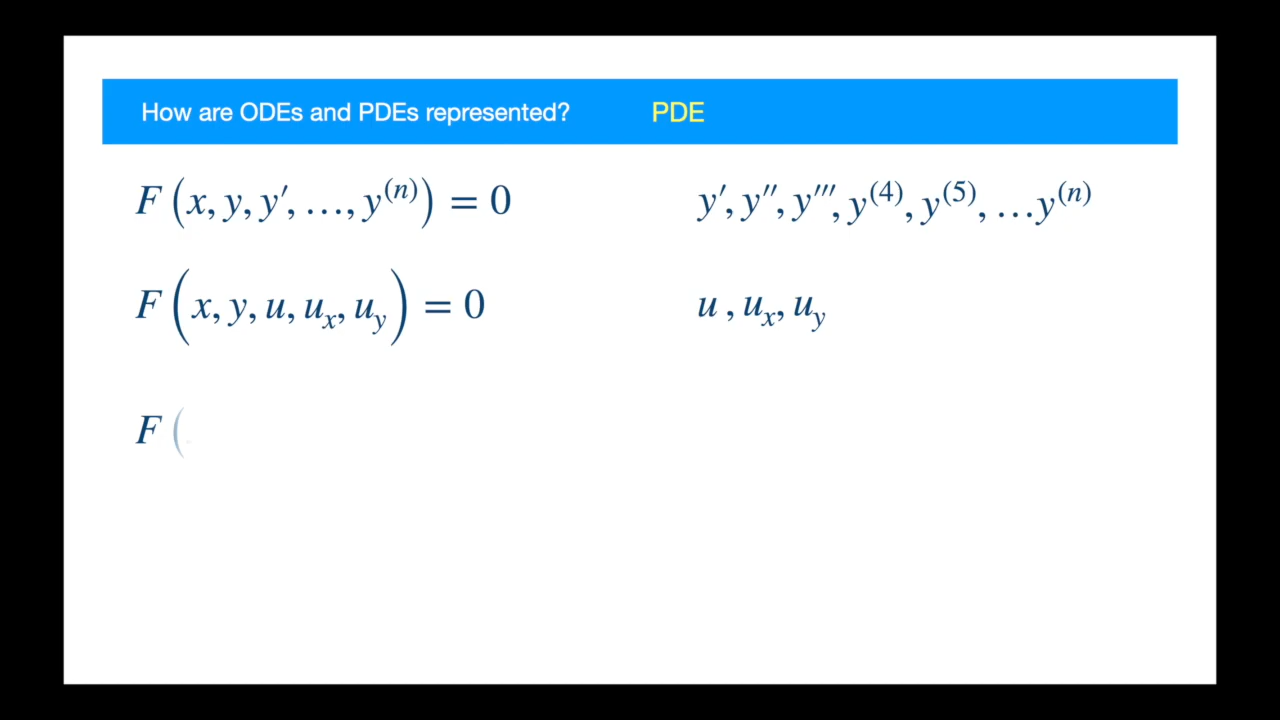 How are ODEs and PDEs represented? PDE
F (x, y, y′, …, y⁽ⁿ⁾) = 0 y′, y″, y‴, y⁽⁴⁾, y⁽⁵⁾, …y⁽ⁿ⁾
F (x, y, u, uₓ, u_y) = 0 u , uₓ, u_y
F (